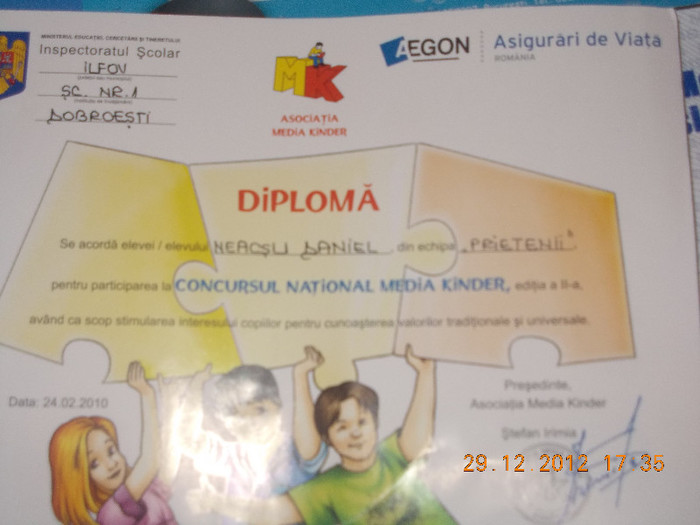 MINISTERUL EDUCAȚIEI, CERCETĂRII ȘI TINERETULUI
Inspectoratul Școlar
ILFOV
ȘC. NR.1
DOBROEȘTI
MK
ASOCIAȚIA
MEDIA KINDER
AEGON
Asigurări de Viață
ROMÂNIA
DIPLOMĂ
Se acordă elevei / elevului NEACȘU DANIEL din echipa „PRIETENII"
pentru participarea la CONCURSUL NAȚIONAL MEDIA KINDER, ediția a II-a,
având ca scop stimularea interesului copiilor pentru cunoașterea valorilor tradiționale și universale.
Data: 24.02.2010
Președinte,
Asociația Media Kinder
Ștefan Irimia
29.12.2012 17:35